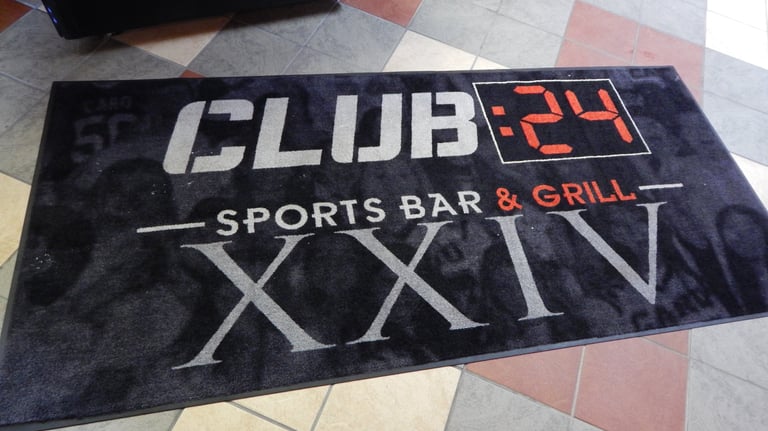 CLUB :24
SPORTS BAR & GRILL
XXIV